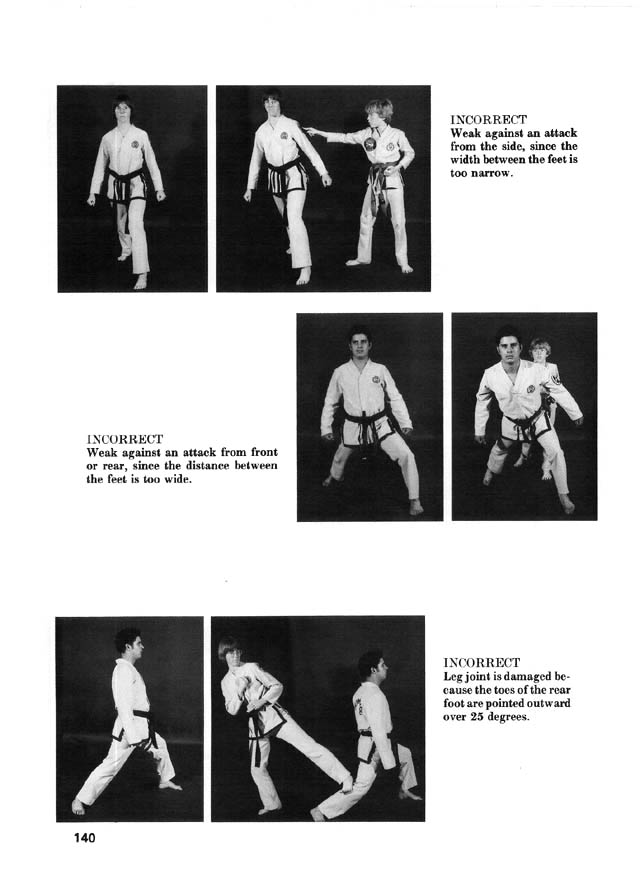 INCORRECT
Weak against an attack
from the side, since the
width between the feet is
too narrow.
INCORRECT
Weak against an attack from front
or rear, since the distance between
the feet is too wide.
INCORRECT
Leg joint is damaged be-
cause the toes of the rear
foot are pointed outward
over 25 degrees.
140